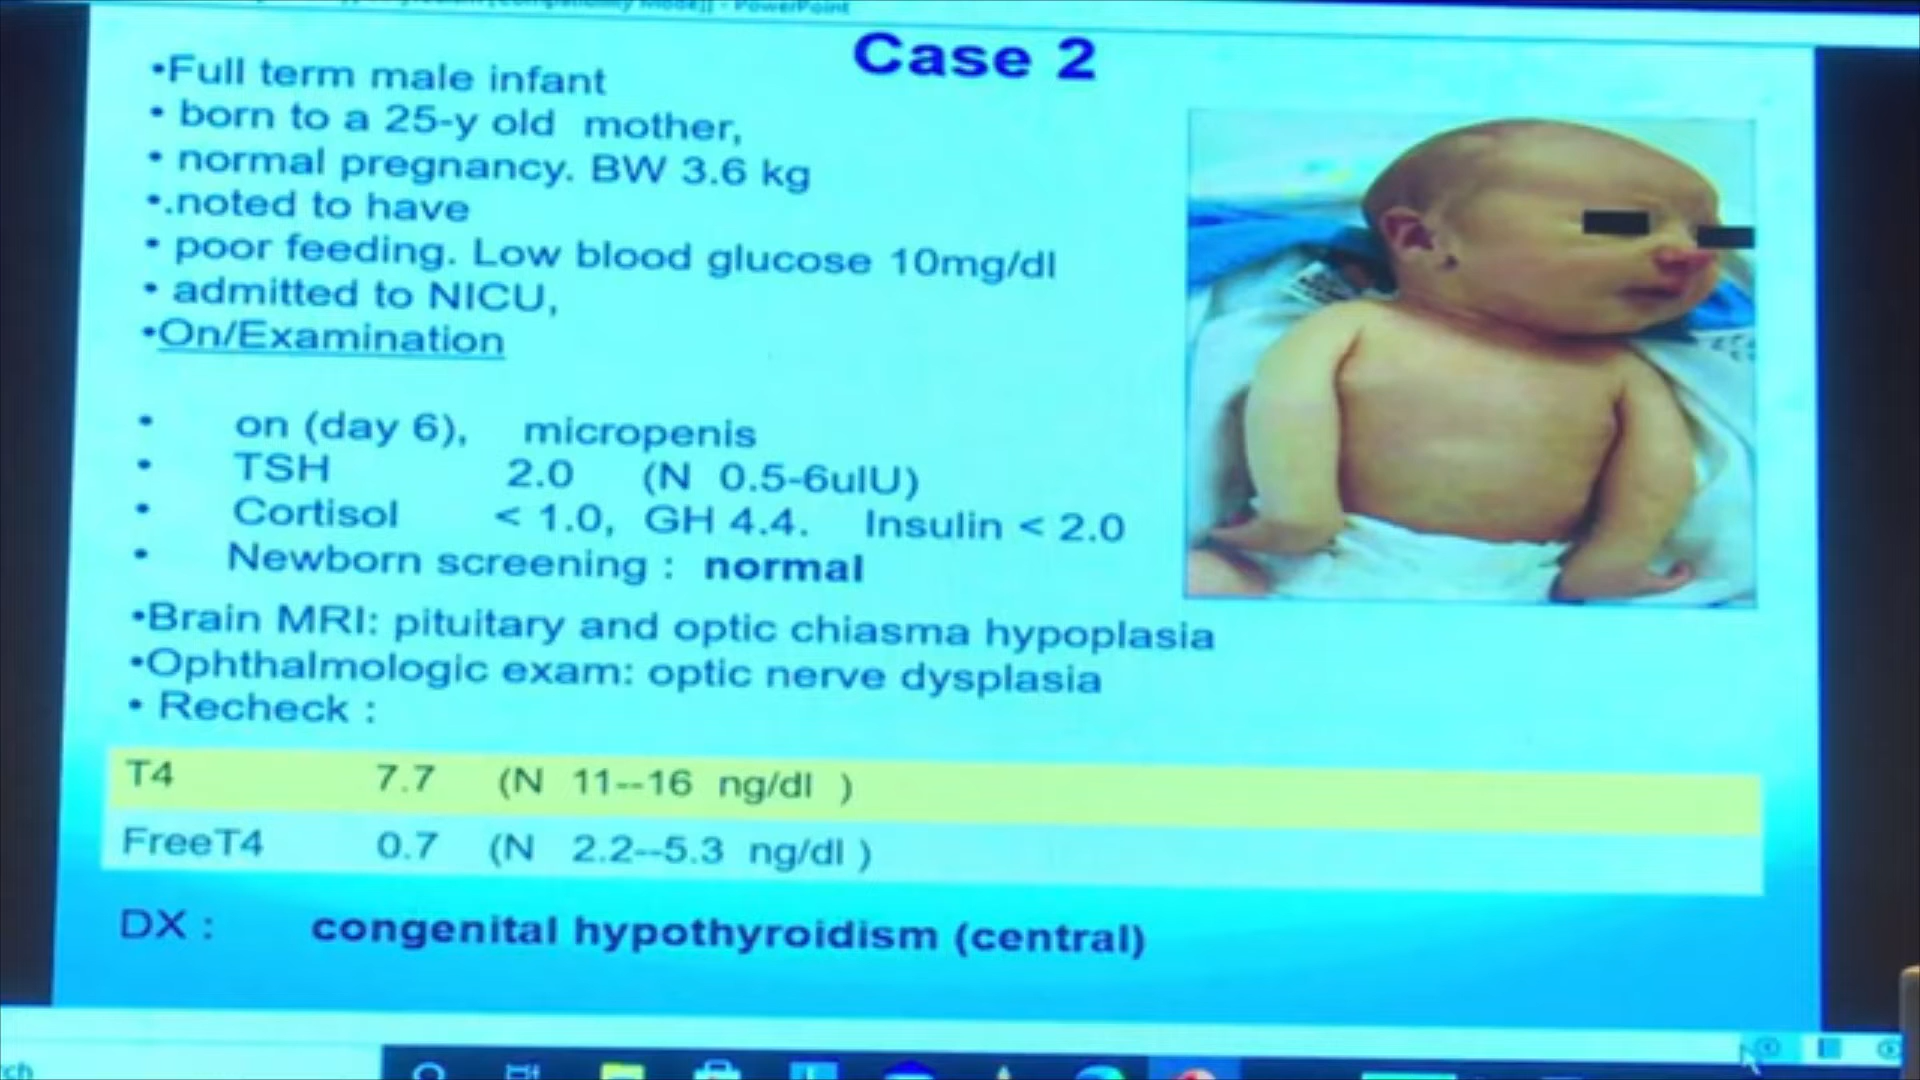 PowerPoint
Case 2
•Full term male infant
• born to a 25-y old mother,
• normal pregnancy. BW 3.6 kg
•.noted to have
• poor feeding. Low blood glucose 10mg/dl
• admitted to NICU,
•On/Examination
• on (day 6), micropenis
• TSH 2.0 (N 0.5-6uIU)
• Cortisol < 1.0, GH 4.4. Insulin < 2.0
• Newborn screening : normal
•Brain MRI: pituitary and optic chiasma hypoplasia
•Ophthalmologic exam: optic nerve dysplasia
• Recheck :
T4 7.7 (N 11--16 ng/dl )
FreeT4 0.7 (N 2.2--5.3 ng/dl )
DX : congenital hypothyroidism (central)